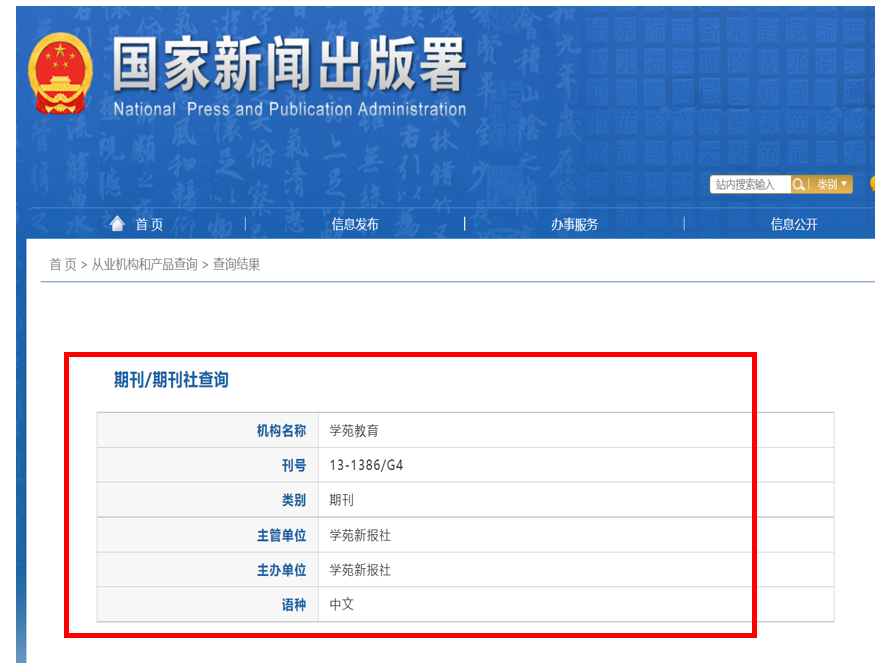 国家新闻出版署
National Press and Publication Administration
站内搜索输入 类别
首 页 信息发布 办事服务 信息公开
首 页 > 从业机构和产品查询 > 查询结果
期刊/期刊社查询
机构名称 学苑教育
刊号 13-1386/G4
类别 期刊
主管单位 学苑新报社
主办单位 学苑新报社
语种 中文